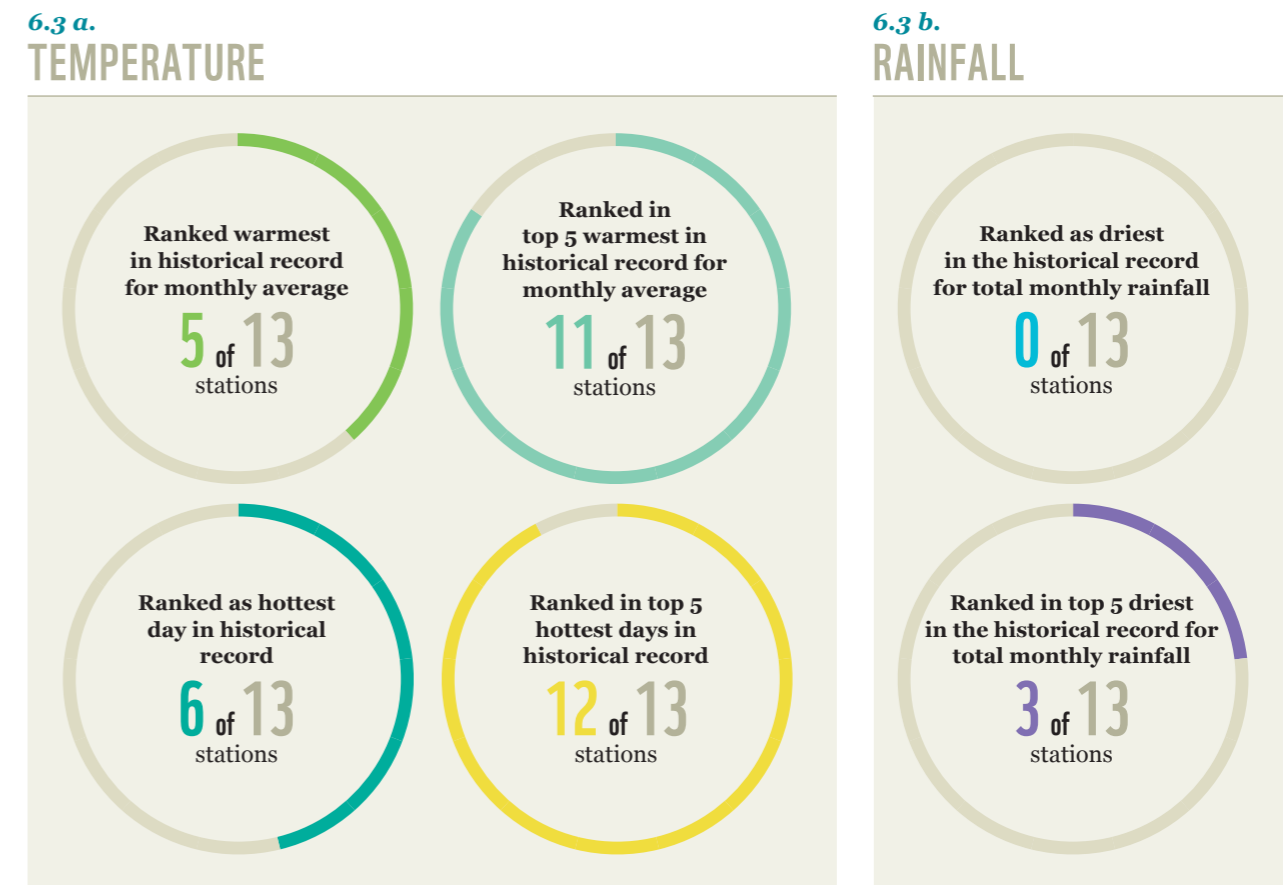 6.3 a.
TEMPERATURE
Ranked warmest
in historical record
for monthly average
5 of 13
stations
Ranked in
top 5 warmest in
historical record for
monthly average
11 of 13
stations
Ranked as hottest
day in historical
record
6 of 13
stations
Ranked in top 5
hottest days in
historical record
12 of 13
stations
6.3 b.
RAINFALL
Ranked as driest
in the historical record
for total monthly rainfall
0 of 13
stations
Ranked in top 5 driest
in the historical record for
total monthly rainfall
3 of 13
stations